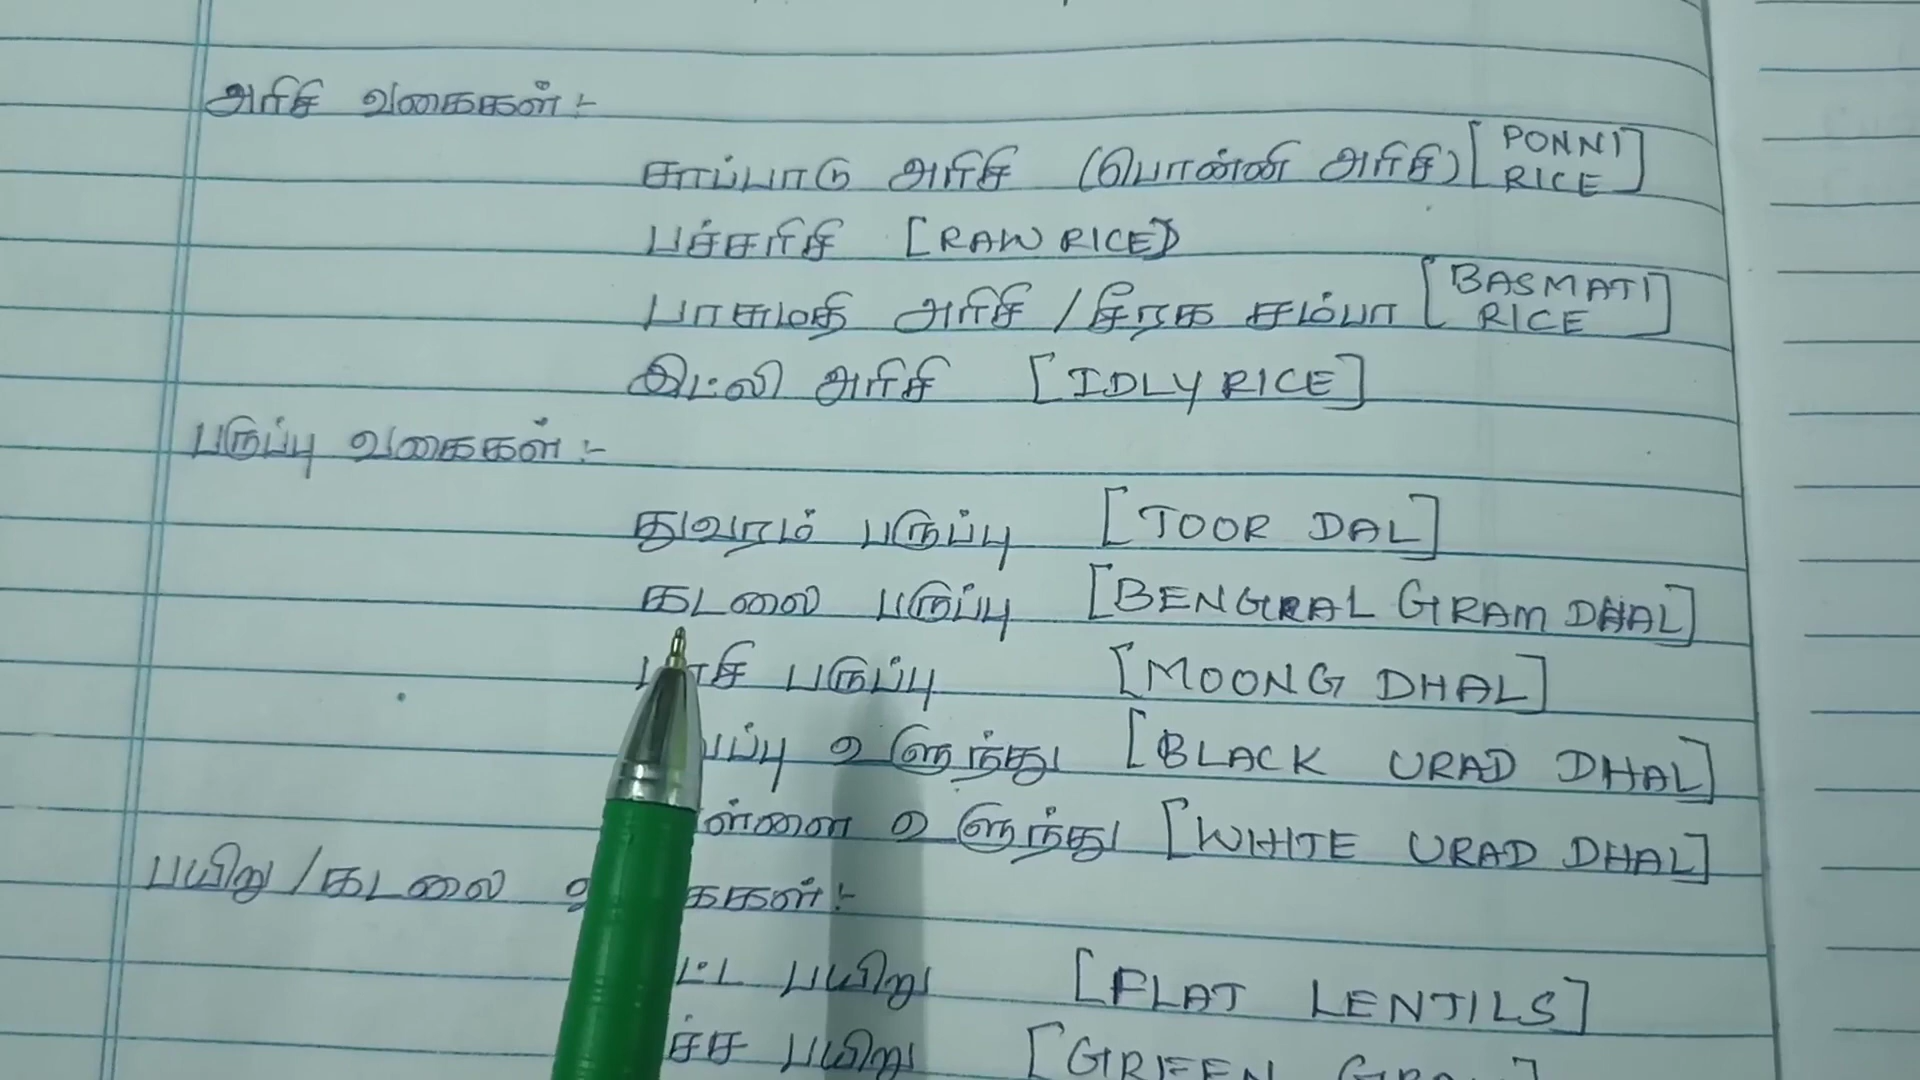 அரிசி வகைகள்:-
சாப்பாடு அரிசி (பொன்னி அரிசி) [PONNI RICE]
பச்சரிசி [RAW RICE]
பாசுமதி அரிசி / சீரக சம்பா [BASMATI RICE]
இட்லி அரிசி [IDLY RICE]
பருப்பு வகைகள்:-
துவரம் பருப்பு [TOOR DAL]
கடலை பருப்பு [BENGRAL GRAM DHAL]
பருப்பு [MOONG DHAL]
உளுந்து [BLACK URAD DHAL]
உளுந்து [WHITE URAD DHAL]
பயிறு / கடலை
பயிறு [FLAT LENTILS]
பயிறு [GREEN